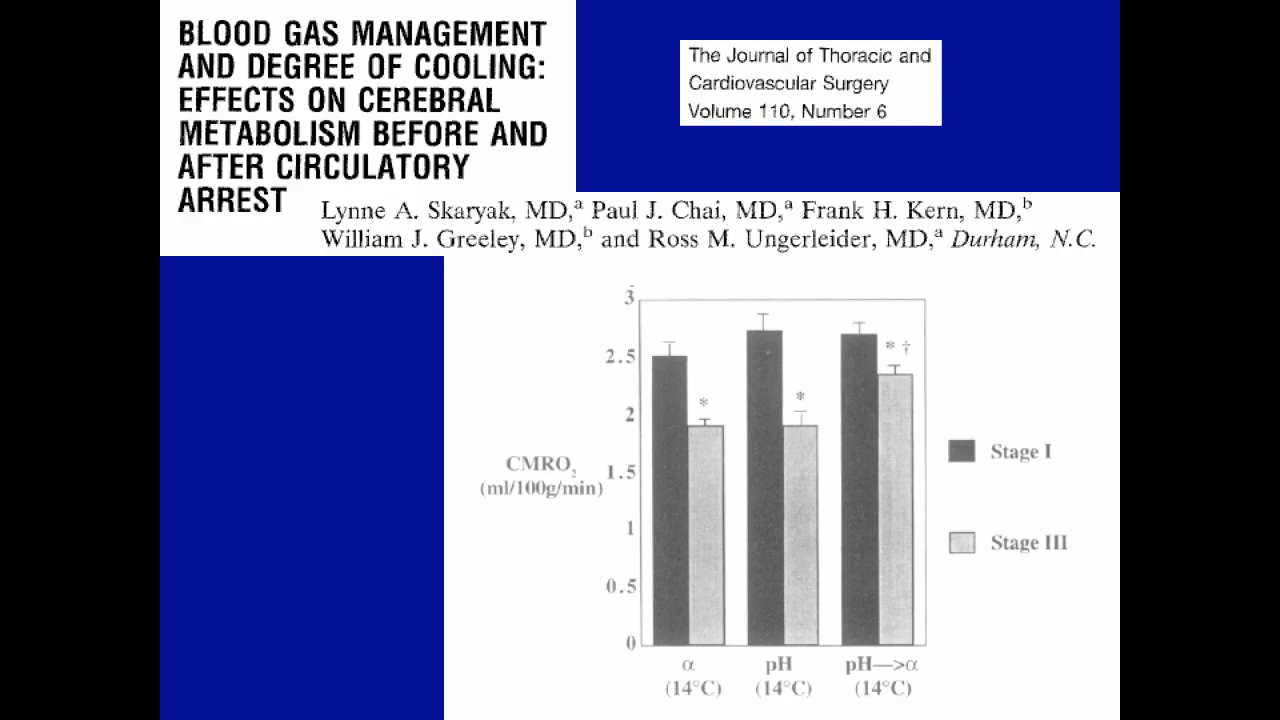 BLOOD GAS MANAGEMENT
AND DEGREE OF COOLING:
EFFECTS ON CEREBRAL
METABOLISM BEFORE AND
AFTER CIRCULATORY
ARREST
The Journal of Thoracic and
Cardiovascular Surgery
Volume 110, Number 6
Lynne A. Skaryak, MD,ᵃ Paul J. Chai, MD,ᵃ Frank H. Kern, MD,ᵇ
William J. Greeley, MD,ᵇ and Ross M. Ungerleider, MD,ᵃ Durham, N.C.
3
2.5
2
1.5
1
0.5
0
CMRO₂
(ml/100g/min)
*
*
* †
Stage I
Stage III
α
(14°C)
pH
(14°C)
pH—>α
(14°C)